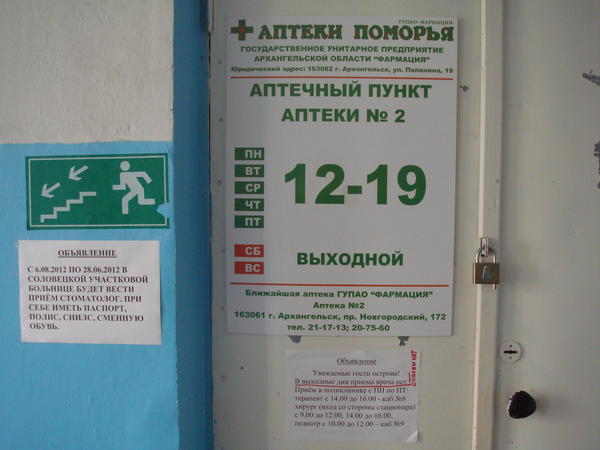 ГУПАО «ФАРМАЦИЯ»
АПТЕКИ ПОМОРЬЯ
ГОСУДАРСТВЕННОЕ УНИТАРНОЕ ПРЕДПРИЯТИЕ
АРХАНГЕЛЬСКОЙ ОБЛАСТИ "ФАРМАЦИЯ"
Юридический адрес: 163062 г. Архангельск, ул. Папанина, 19
АПТЕЧНЫЙ ПУНКТ
АПТЕКИ № 2
ПН
ВТ
СР
ЧТ
ПТ
12-19
СБ
ВС
ВЫХОДНОЙ
Ближайшая аптека ГУПАО "ФАРМАЦИЯ"
Аптека №2
163061 г. Архангельск, пр. Новгородский, 172
тел. 21-17-13; 20-75-60
ОБЪЯВЛЕНИЕ
С 6.08.2012 ПО 28.06.2012 В
СОЛОВЕЦКОЙ УЧАСТКОВОЙ
БОЛЬНИЦЕ БУДЕТ ВЕСТИ
ПРИЁМ СТОМАТОЛОГ. ПРИ
СЕБЕ ИМЕТЬ ПАСПОРТ,
ПОЛИС, СНИЛС, СМЕННУЮ
ОБУВЬ.
Объявление
Уважаемые гости острова!
В выходные дни приема врача нет.
Приём в поликлинике с ПН по ПТ:
терапевт с 14.00 до 16.00 - каб №8
хирург (вход со стороны стационара)
с 9.00 до 12.00, 14.00 до 16.00,
педиатр с 10.00 до 12.00 – каб №9